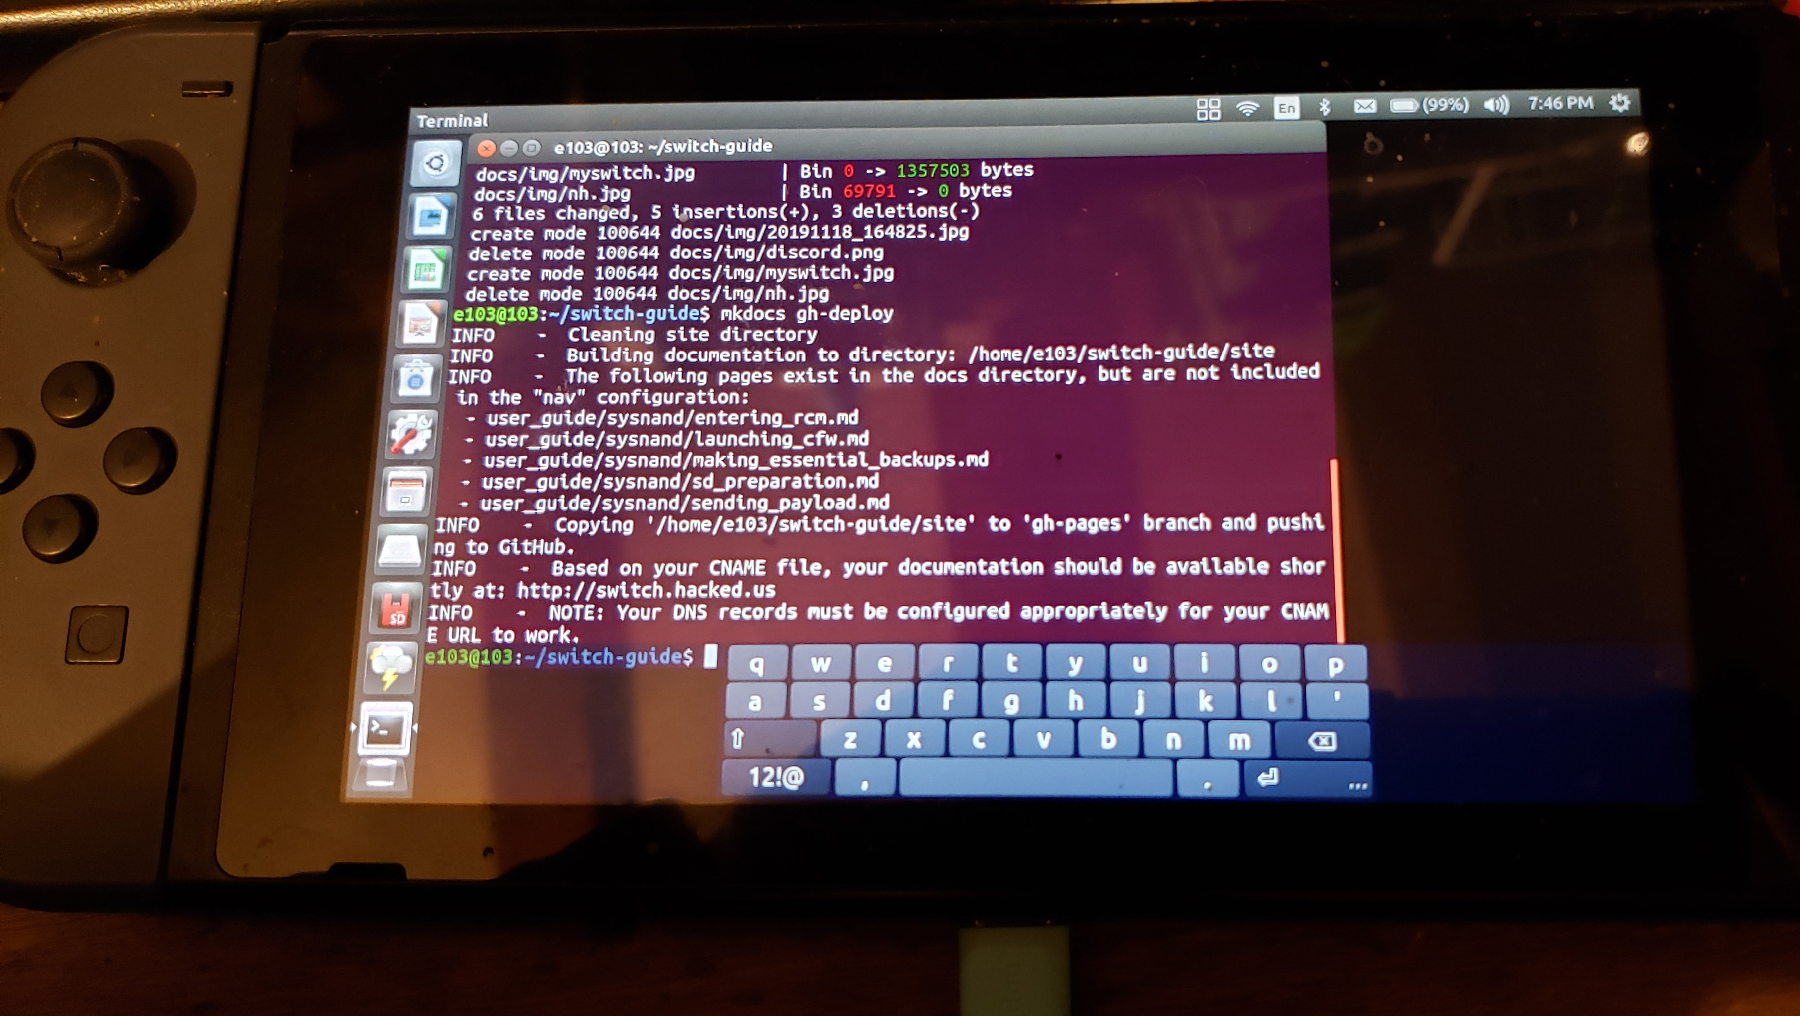 Terminal
En
(99%)
7:46 PM
e103@103: ~/switch-guide
docs/img/myswitch.jpg | Bin 0 -> 1357503 bytes
docs/img/nh.jpg | Bin 69791 -> 0 bytes
6 files changed, 5 insertions(+), 3 deletions(-)
create mode 100644 docs/img/20191118_164825.jpg
delete mode 100644 docs/img/discord.png
create mode 100644 docs/img/myswitch.jpg
delete mode 100644 docs/img/nh.jpg
e103@103:~/switch-guide$ mkdocs gh-deploy
INFO - Cleaning site directory
INFO - Building documentation to directory: /home/e103/switch-guide/site
INFO - The following pages exist in the docs directory, but are not included
in the "nav" configuration:
- user_guide/sysnand/entering_rcm.md
- user_guide/sysnand/launching_cfw.md
- user_guide/sysnand/making_essential_backups.md
- user_guide/sysnand/sd_preparation.md
- user_guide/sysnand/sending_payload.md
INFO - Copying '/home/e103/switch-guide/site' to 'gh-pages' branch and pushi
ng to GitHub.
INFO - Based on your CNAME file, your documentation should be available shor
tly at: http://switch.hacked.us
INFO - NOTE: Your DNS records must be configured appropriately for your CNAM
E URL to work.
e103@103:~/switch-guide$
SD
q w e r t y u i o p
a s d f g h j k l '
z x c v b n m
12!@ , . ...